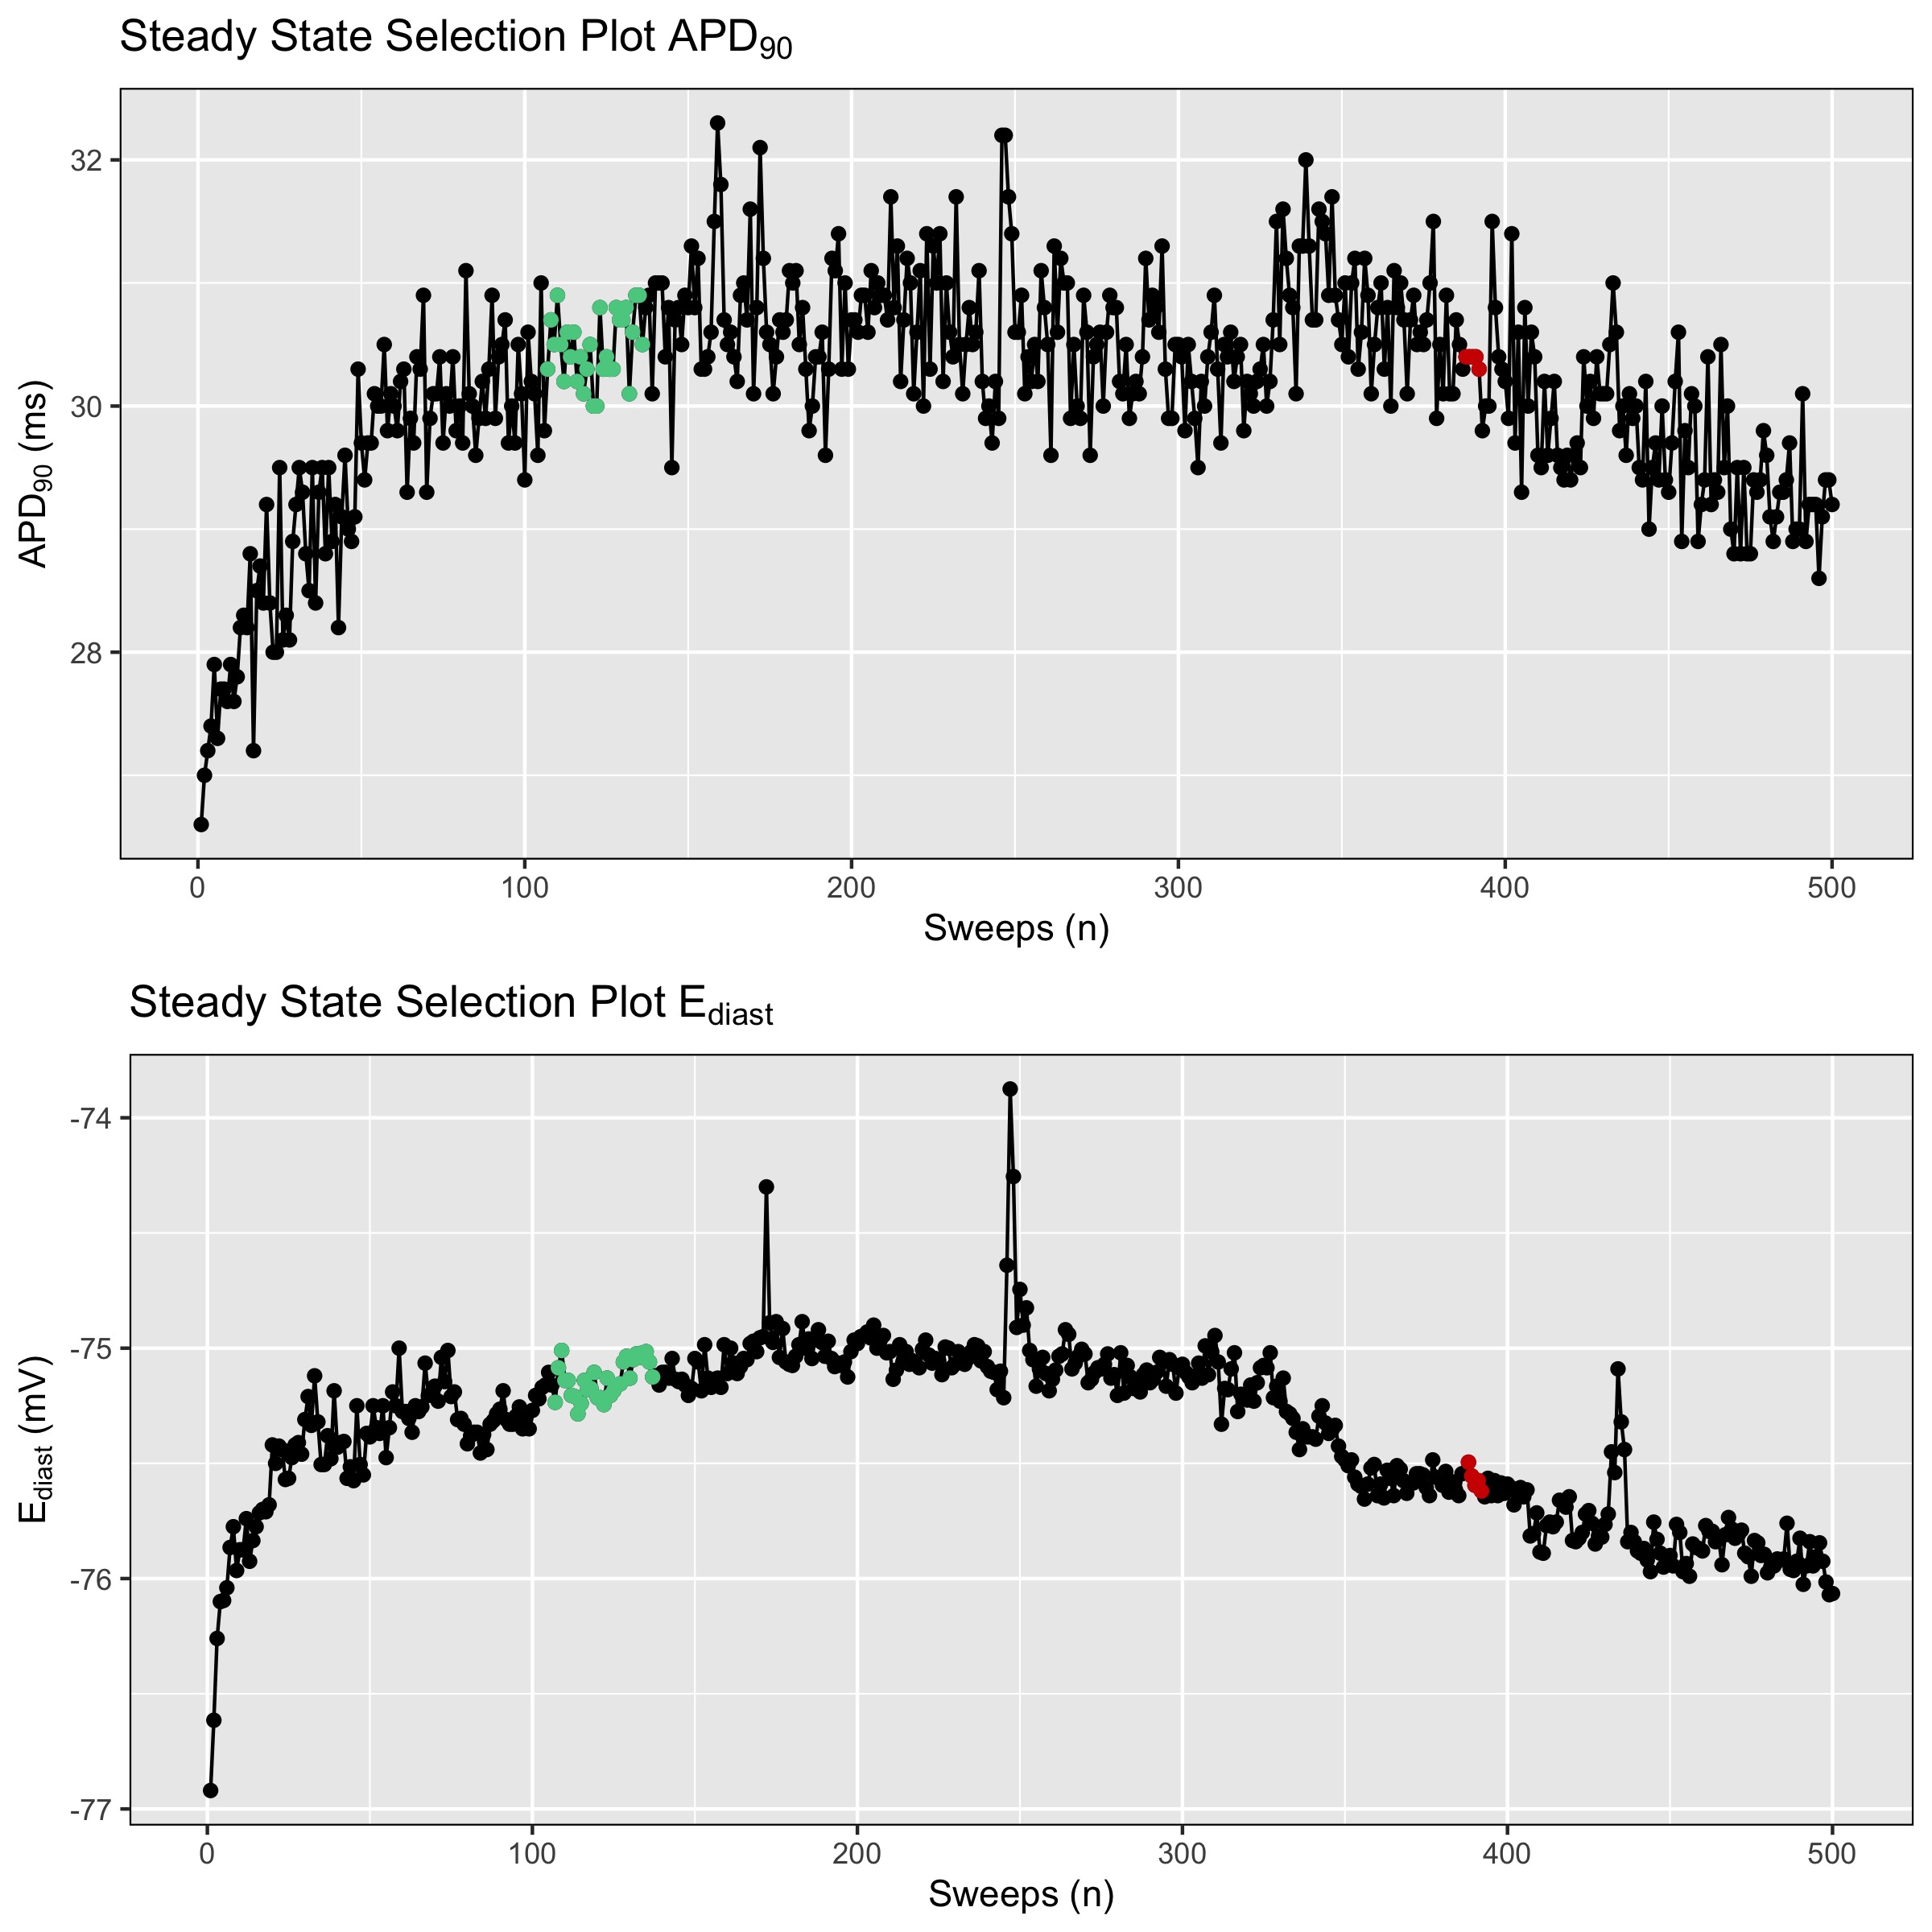 Steady State Selection Plot APD90
32
30
28
APD90 (ms)
0 100 200 300 400 500
Sweeps (n)
Steady State Selection Plot Ediast
-74
-75
-76
-77
Ediast (mV)
0 100 200 300 400 500
Sweeps (n)